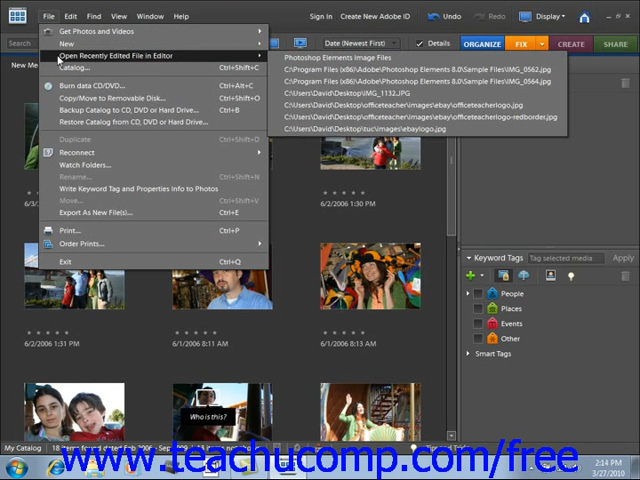 File Edit Find View Window Help Sign In Create New Adobe ID Undo Display
Search Date (Newest First) Details ORGANIZE FIX CREATE SHARE
Get Photos and Videos
New
Open Recently Edited File in Editor
Catalog... Ctrl+Shift+C
Burn data CD/DVD... Ctrl+Alt+C
Copy/Move to Removable Disk... Ctrl+Shift+O
Backup Catalog to CD, DVD or Hard Drive... Ctrl+B
Restore Catalog from CD, DVD or Hard Drive...
Duplicate Ctrl+Shift+D
Reconnect
Watch Folders...
Rename... Ctrl+Shift+N
Write Keyword Tag and Properties Info to Photos
Move... Ctrl+Shift+V
Export As New File(s)... Ctrl+E
Print... Ctrl+P
Order Prints...
Exit Ctrl+Q
Photoshop Elements Image Files
C:\Program Files (x86)\Adobe\Photoshop Elements 8.0\Sample Files\IMG_0562.jpg
C:\Program Files (x86)\Adobe\Photoshop Elements 8.0\Sample Files\IMG_0564.jpg
C:\Users\David\Desktop\IMG_1132.JPG
C:\Users\David\Desktop\officeteacher\images\ebay\officeteacherlogo.jpg
C:\Users\David\Desktop\officeteacher\images\ebay\officeteacherlogo-redborder.jpg
C:\Users\David\Desktop\tuc\images\ebaylogo.jpg
6/2/2006 1:30 PM
6/2/2006 1:31 PM
6/1/2006 8:11 AM
6/1/2006 8:13 AM
Who is this?
Keyword Tags Tag selected media Apply
People
Places
Events
Other
Smart Tags
My Catalog
www.teachucomp.com/free
2:14 PM
3/27/2010